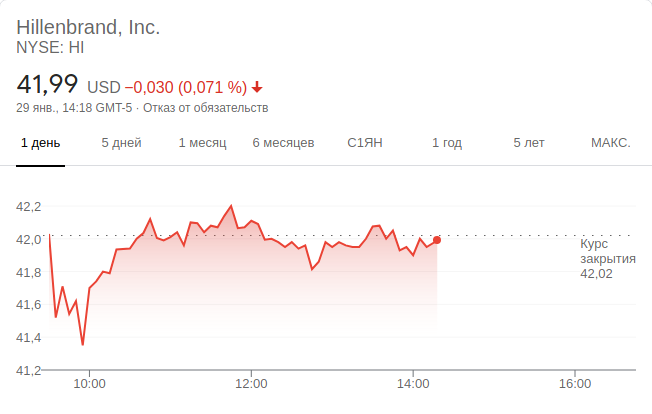 Hillenbrand, Inc.
NYSE: HI
41,99 USD −0,030 (0,071 %)
29 янв., 14:18 GMT-5 · Отказ от обязательств
1 день 5 дней 1 месяц 6 месяцев С1ЯН 1 год 5 лет МАКС.
42,2
42,0
41,8
41,6
41,4
41,2
Курс
закрытия
42,02
10:00 12:00 14:00 16:00